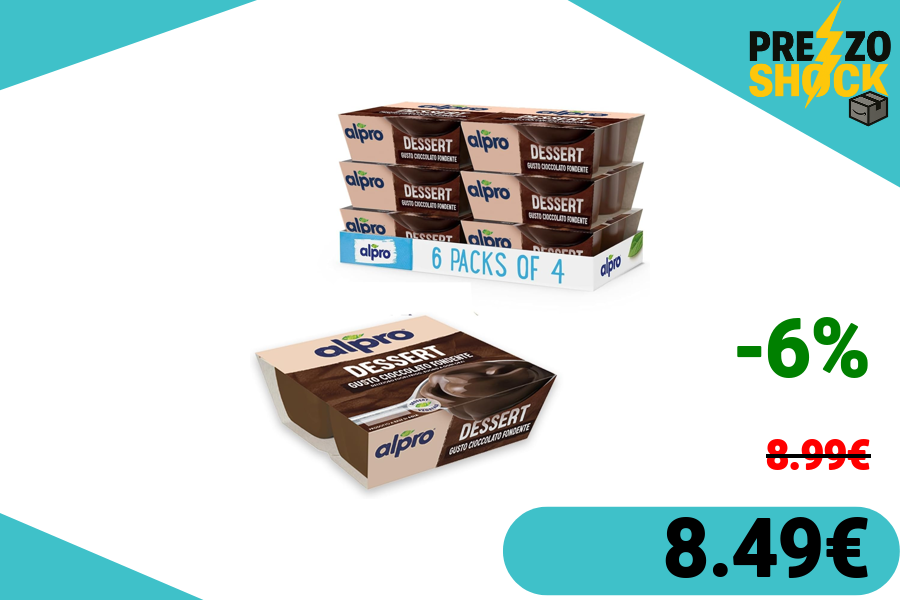 PREZZO
SHOCK
alpro
DESSERT
GUSTO CIOCCOLATO FONDENTE
alpro
DESSERT
GUSTO CIOCCOLATO FONDENTE
alpro
DESSERT
GUSTO CIOCCOLATO FONDENTE
alpro
DESSERT
GUSTO CIOCCOLATO FONDENTE
alpro
DESSERT
alpro
DESSERT
alpro
6 PACKS OF 4
alpro
alpro
DESSERT
GUSTO CIOCCOLATO FONDENTE
alpro
DESSERT
GUSTO CIOCCOLATO FONDENTE
-6%
8.99€
8.49€